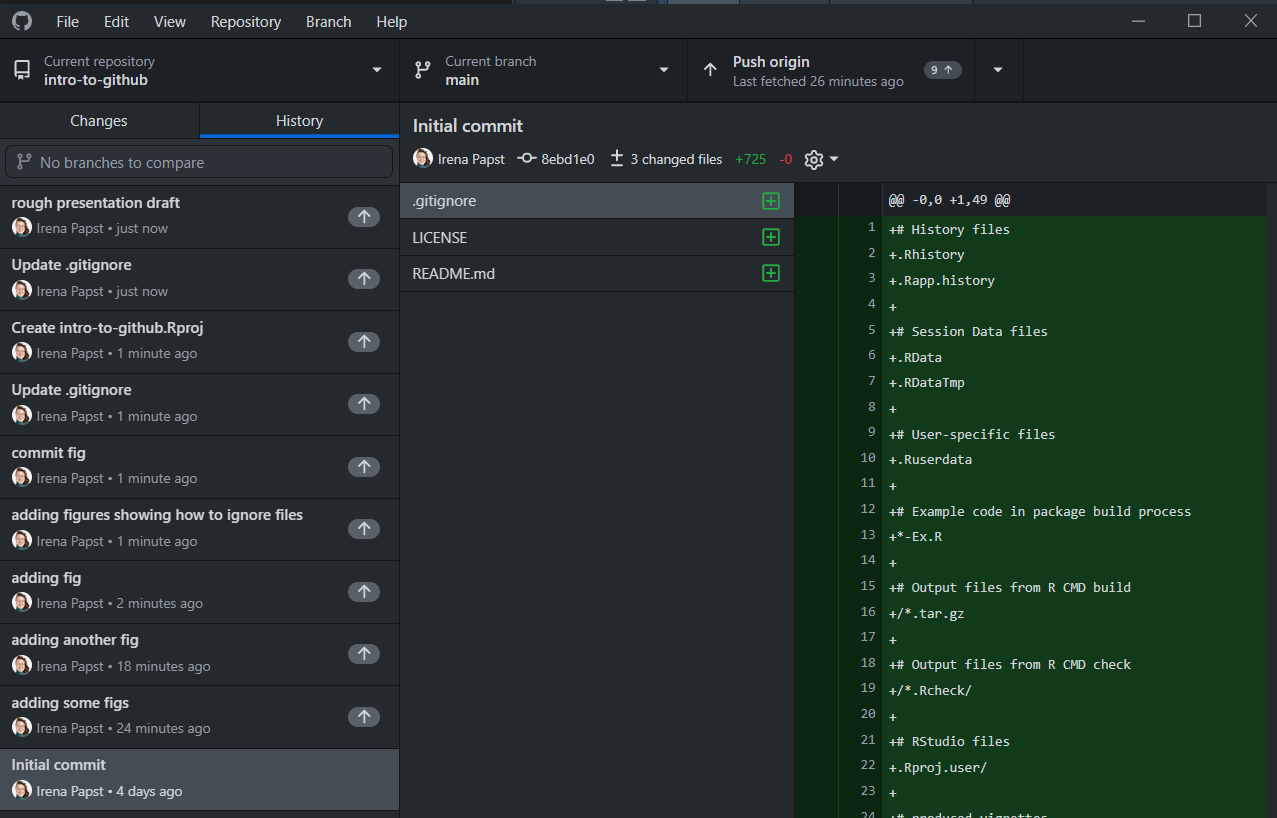 File Edit View Repository Branch Help
Current repository
intro-to-github
Current branch
main
Push origin
Last fetched 26 minutes ago
9
Changes
History
No branches to compare
rough presentation draft
Irena Papst • just now
Update .gitignore
Irena Papst • just now
Create intro-to-github.Rproj
Irena Papst • 1 minute ago
Update .gitignore
Irena Papst • 1 minute ago
commit fig
Irena Papst • 1 minute ago
adding figures showing how to ignore files
Irena Papst • 1 minute ago
adding fig
Irena Papst • 2 minutes ago
adding another fig
Irena Papst • 18 minutes ago
adding some figs
Irena Papst • 24 minutes ago
Initial commit
Irena Papst • 4 days ago
Initial commit
Irena Papst 8ebd1e0 3 changed files +725 -0
.gitignore
LICENSE
README.md
@@ -0,0 +1,49 @@
1 +# History files
2 +.Rhistory
3 +.Rapp.history
4 +
5 +# Session Data files
6 +.RData
7 +.RDataTmp
8 +
9 +# User-specific files
10 +.Ruserdata
11 +
12 +# Example code in package build process
13 +*-Ex.R
14 +
15 +# Output files from R CMD build
16 +/*.tar.gz
17 +
18 +# Output files from R CMD check
19 +/*.Rcheck/
20 +
21 +# RStudio files
22 +.Rproj.user/
23 +
24 +# produced vignettes